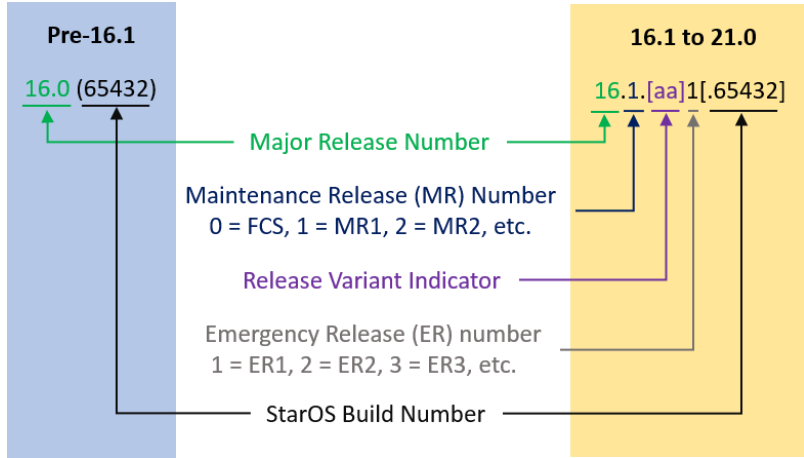 Pre-16.1
16.1 to 21.0
16.0 (65432)
16.1.[aa]1[.65432]
Major Release Number
Maintenance Release (MR) Number
0 = FCS, 1 = MR1, 2 = MR2, etc.
Release Variant Indicator
Emergency Release (ER) number
1 = ER1, 2 = ER2, 3 = ER3, etc.
StarOS Build Number